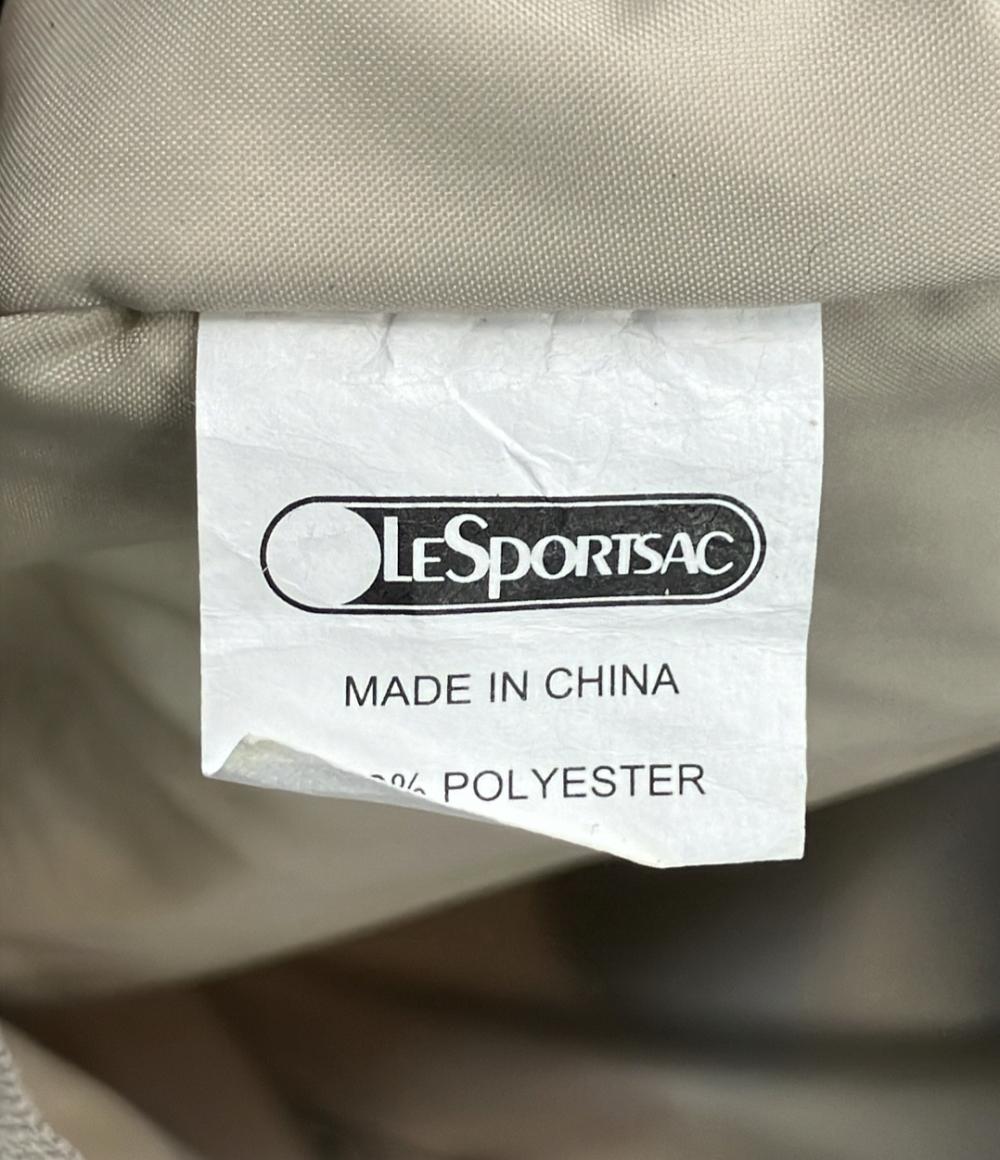 LESPORTSAC
MADE IN CHINA
% POLYESTER